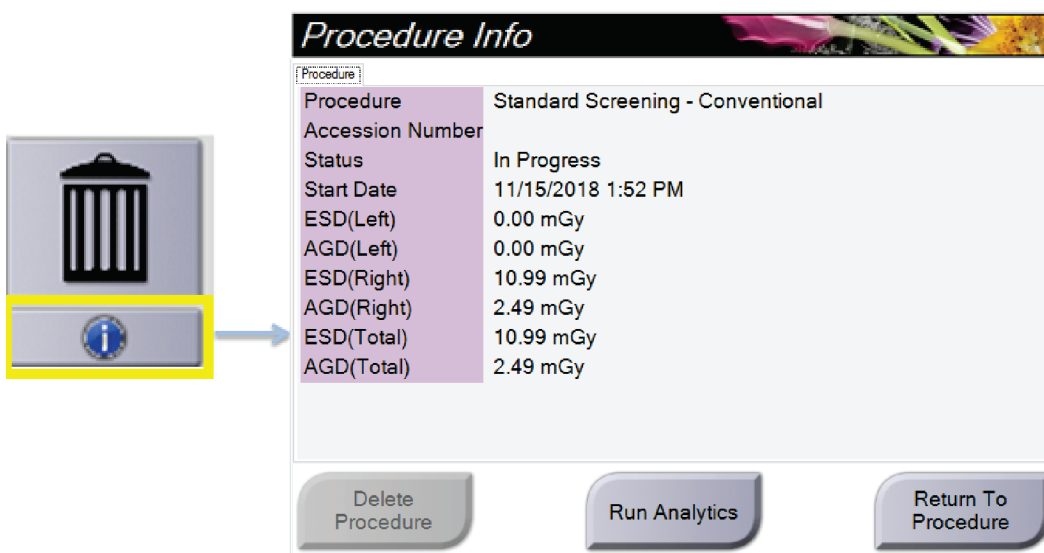 Procedure Info
Procedure
Procedure Standard Screening - Conventional
Accession Number
Status In Progress
Start Date 11/15/2018 1:52 PM
ESD(Left) 0.00 mGy
AGD(Left) 0.00 mGy
ESD(Right) 10.99 mGy
AGD(Right) 2.49 mGy
ESD(Total) 10.99 mGy
AGD(Total) 2.49 mGy
Delete
Procedure
Run Analytics
Return To
Procedure